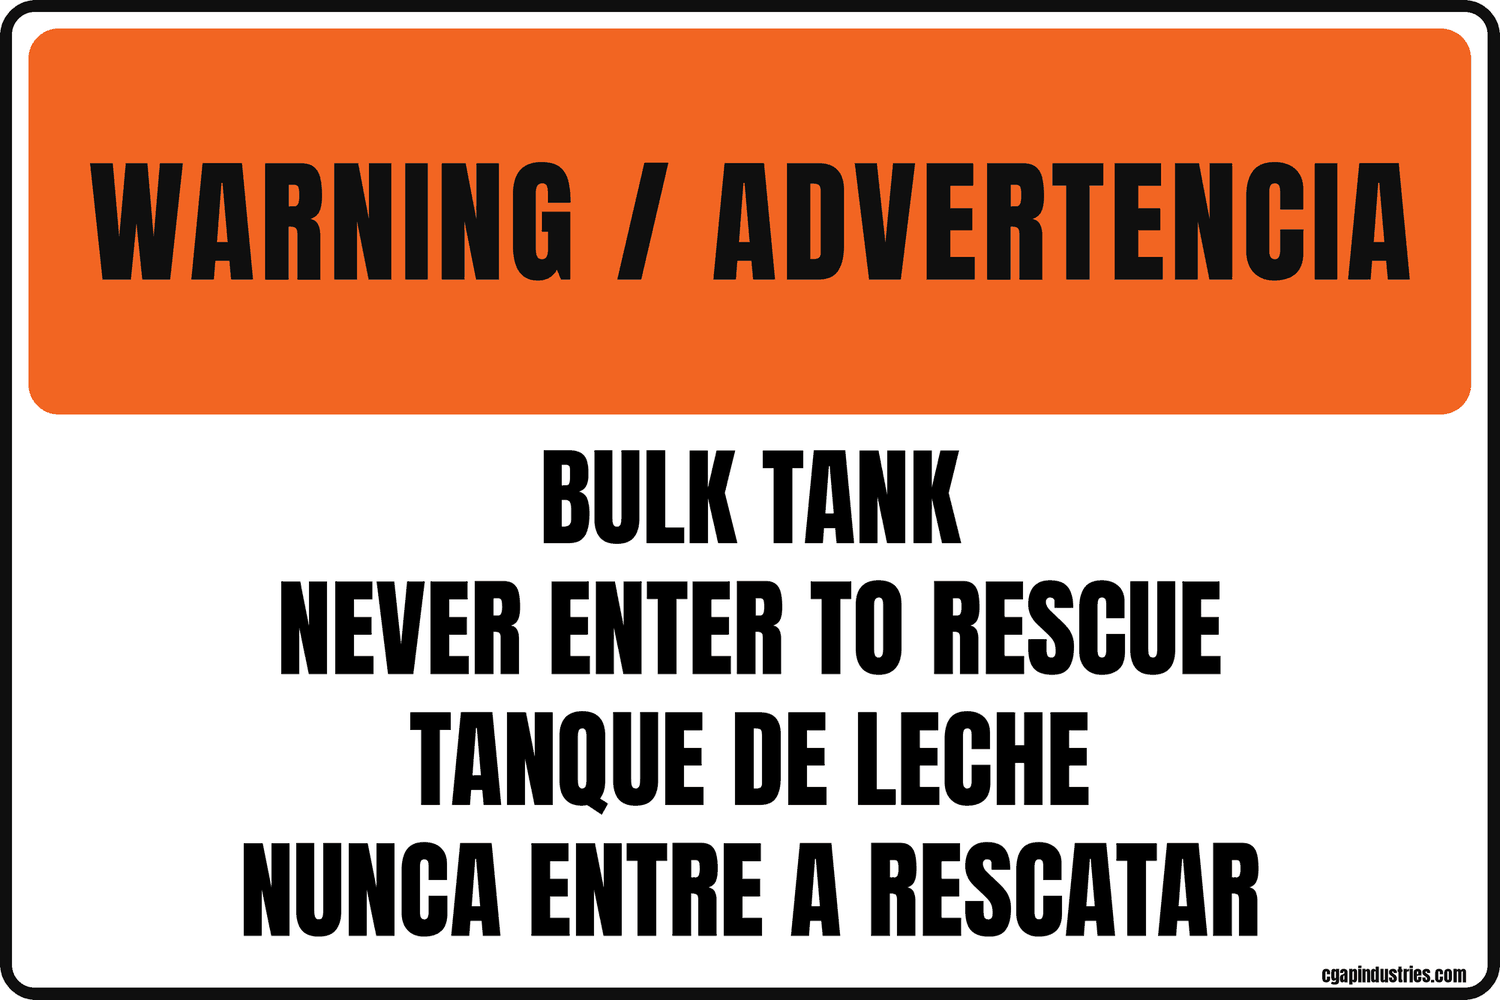 WARNING / ADVERTENCIA
BULK TANK
NEVER ENTER TO RESCUE
TANQUE DE LECHE
NUNCA ENTRE A RESCATAR
cgapindustries.com